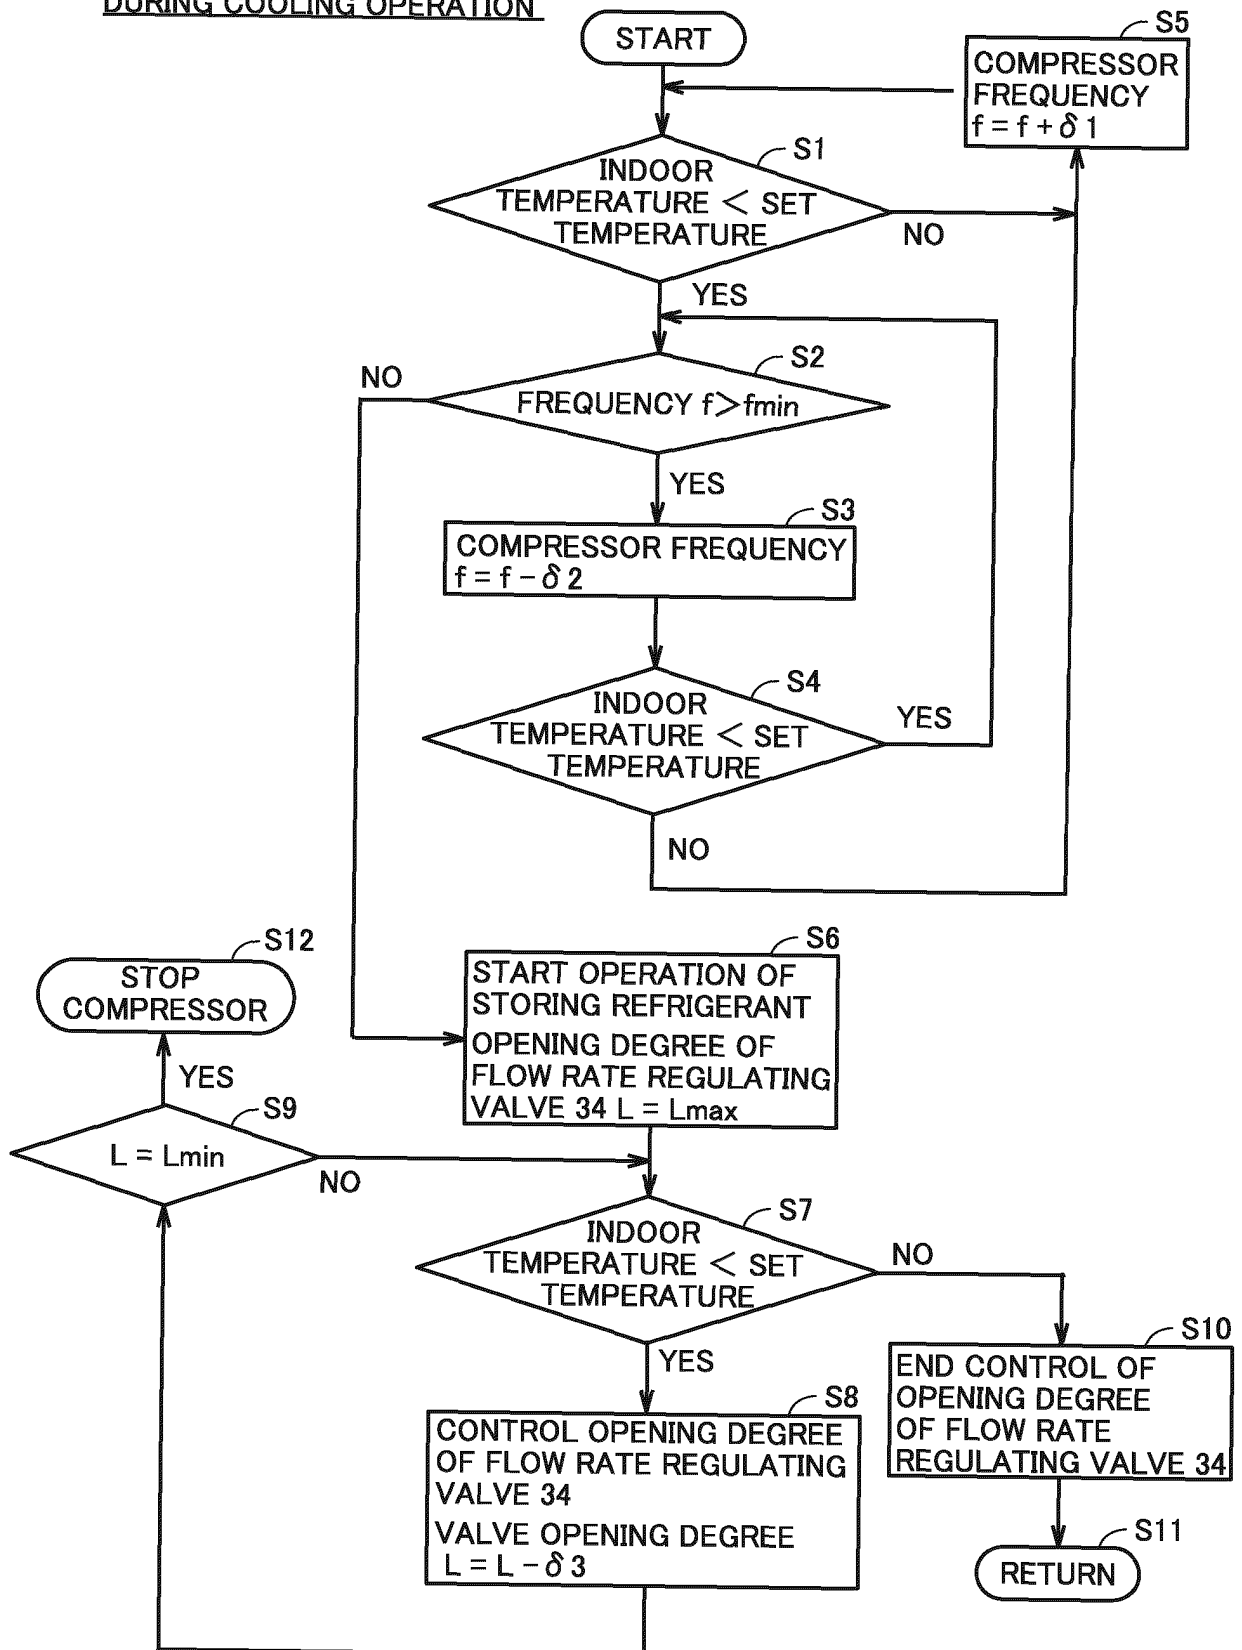 DURING COOLING OPERATION
START
S5
COMPRESSOR
FREQUENCY
f = f + δ 1
S1
INDOOR
TEMPERATURE < SET
TEMPERATURE
NO
YES
S2
NO
FREQUENCY f > fmin
YES
S3
COMPRESSOR FREQUENCY
f = f - δ 2
S4
INDOOR
TEMPERATURE < SET
TEMPERATURE
YES
NO
S12
STOP
COMPRESSOR
S6
START OPERATION OF
STORING REFRIGERANT
OPENING DEGREE OF
FLOW RATE REGULATING
VALVE 34 L = Lmax
YES
S9
L = Lmin
NO
S7
INDOOR
TEMPERATURE < SET
TEMPERATURE
NO
YES
S10
END CONTROL OF
OPENING DEGREE
OF FLOW RATE
REGULATING VALVE 34
S8
CONTROL OPENING DEGREE
OF FLOW RATE REGULATING
VALVE 34
VALVE OPENING DEGREE
L = L - δ 3
S11
RETURN